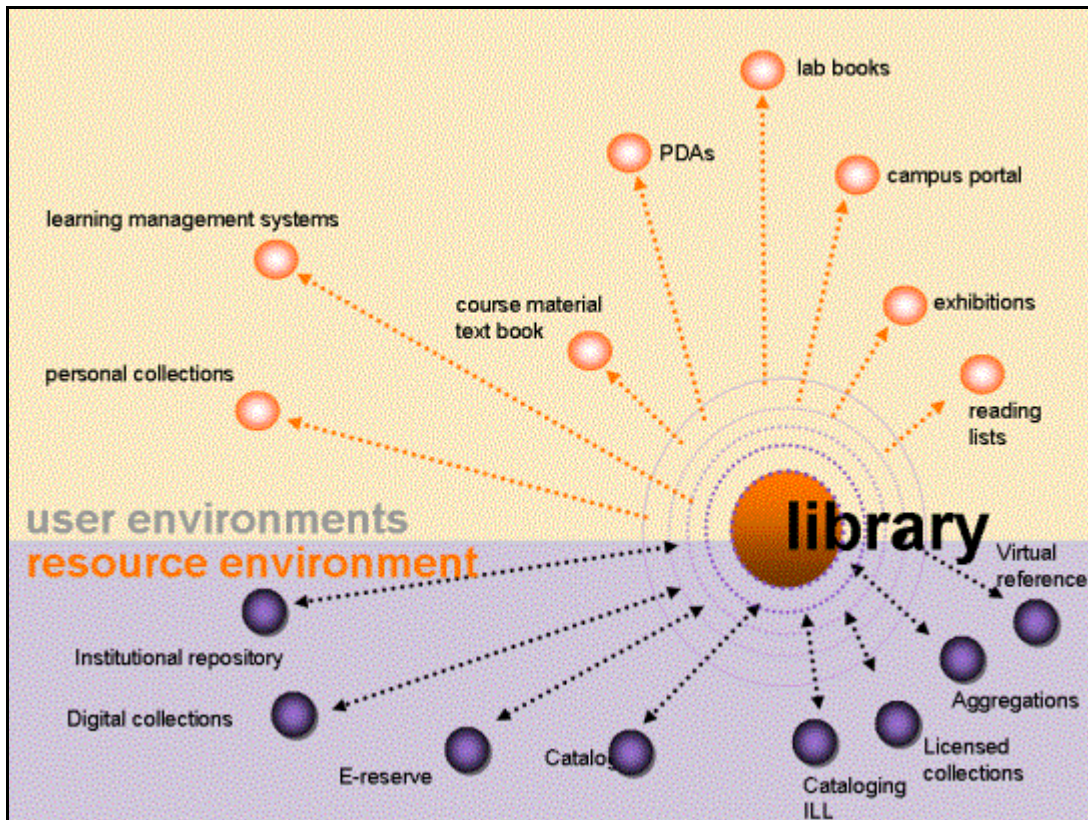 lab books
PDAs
campus portal
learning management systems
exhibitions
course material
text book
personal collections
reading
lists
user environments
library
resource environment
Virtual
reference
Institutional repository
Aggregations
Digital collections
Licensed
collections
E-reserve
Catalog
Cataloging
ILL